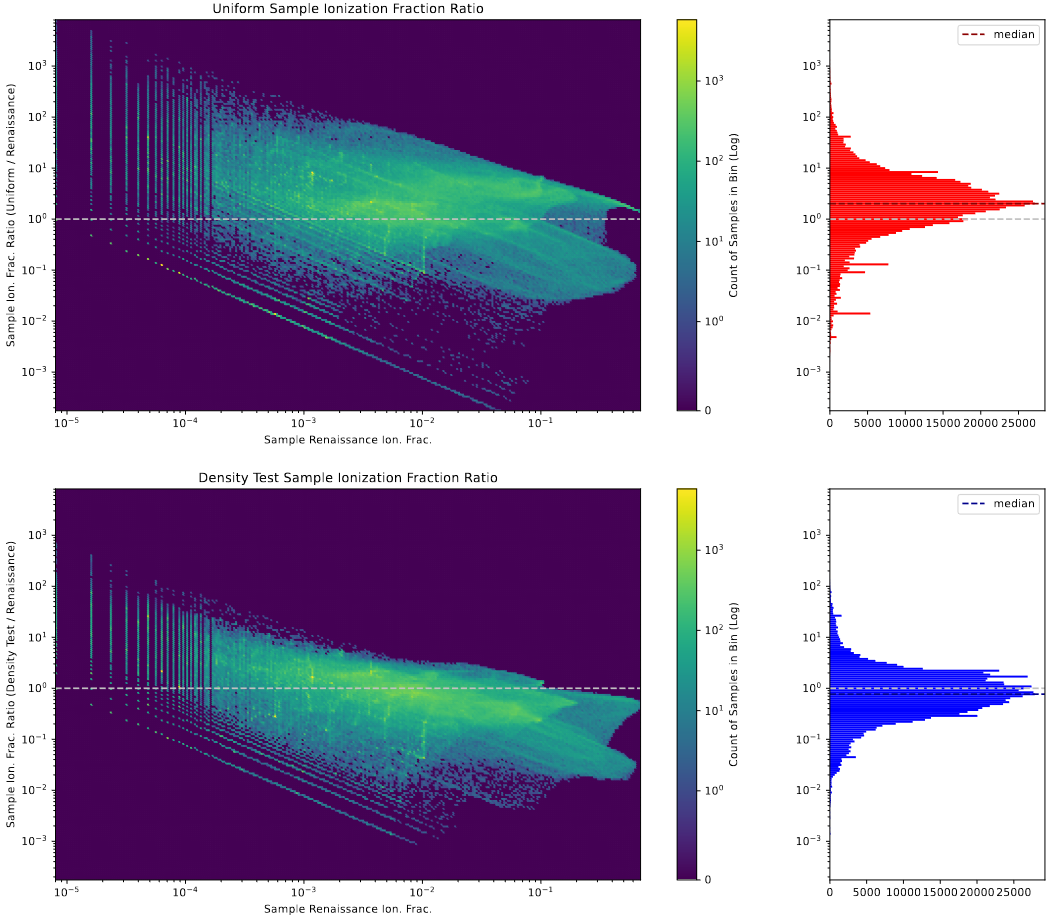 Uniform Sample Ionization Fraction Ratio
Sample Ion. Frac. Ratio (Uniform / Renaissance)
10³
10²
10¹
10⁰
10⁻¹
10⁻²
10⁻³
10⁻⁵ 10⁻⁴ 10⁻³ 10⁻² 10⁻¹
Sample Renaissance Ion. Frac.
10³
10²
10¹
10⁰
0
Count of Samples in Bin (Log)
median
10³
10²
10¹
10⁰
10⁻¹
10⁻²
10⁻³
0 5000 10000 15000 20000 25000
Density Test Sample Ionization Fraction Ratio
Sample Ion. Frac. Ratio (Density Test / Renaissance)
10³
10²
10¹
10⁰
10⁻¹
10⁻²
10⁻³
10⁻⁵ 10⁻⁴ 10⁻³ 10⁻² 10⁻¹
Sample Renaissance Ion. Frac.
10³
10²
10¹
10⁰
0
Count of Samples in Bin (Log)
median
10³
10²
10¹
10⁰
10⁻¹
10⁻²
10⁻³
0 5000 10000 15000 20000 25000